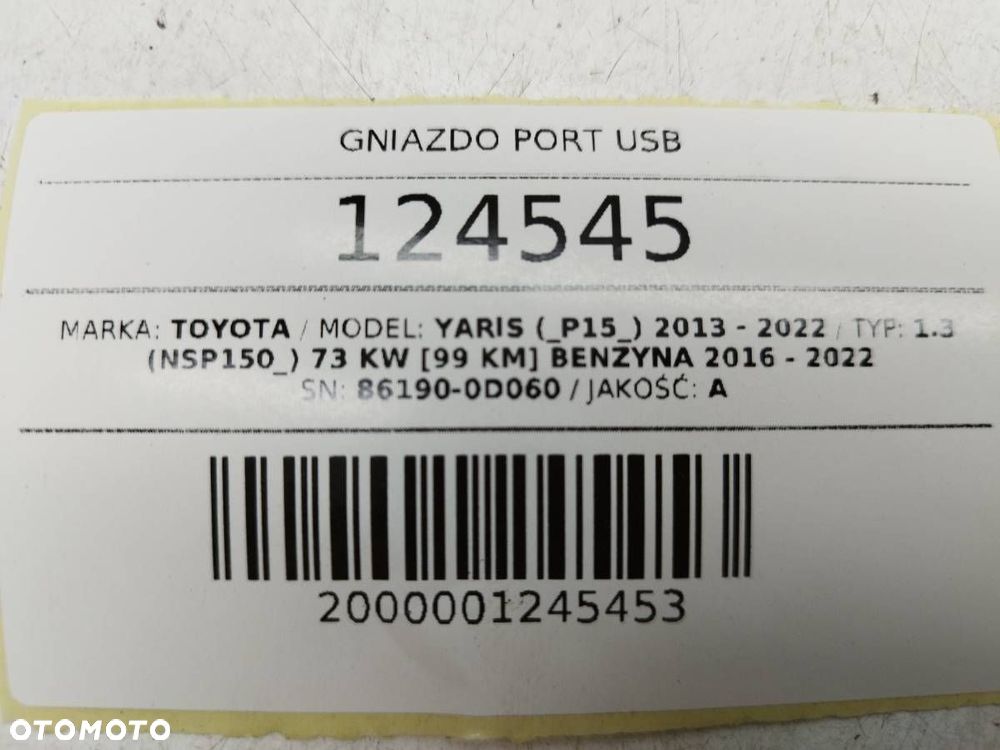 GNIAZDO PORT USB
124545
MARKA: TOYOTA / MODEL: YARIS (_P15_) 2013 - 2022 / TYP: 1.3
(NSP150_) 73 KW [99 KM] BENZYNA 2016 - 2022
SN: 86190-0D060 / JAKOŚĆ: A
2000001245453
OTOMOTO